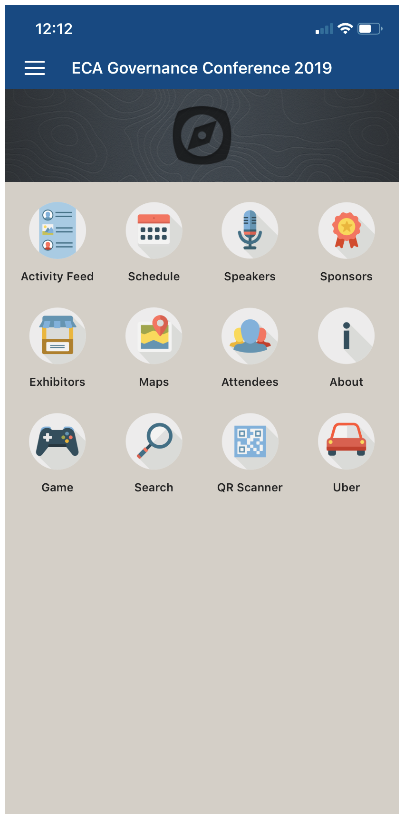 12:12
ECA Governance Conference 2019
Activity Feed
Schedule
Speakers
Sponsors
Exhibitors
Maps
Attendees
About
Game
Search
QR Scanner
Uber